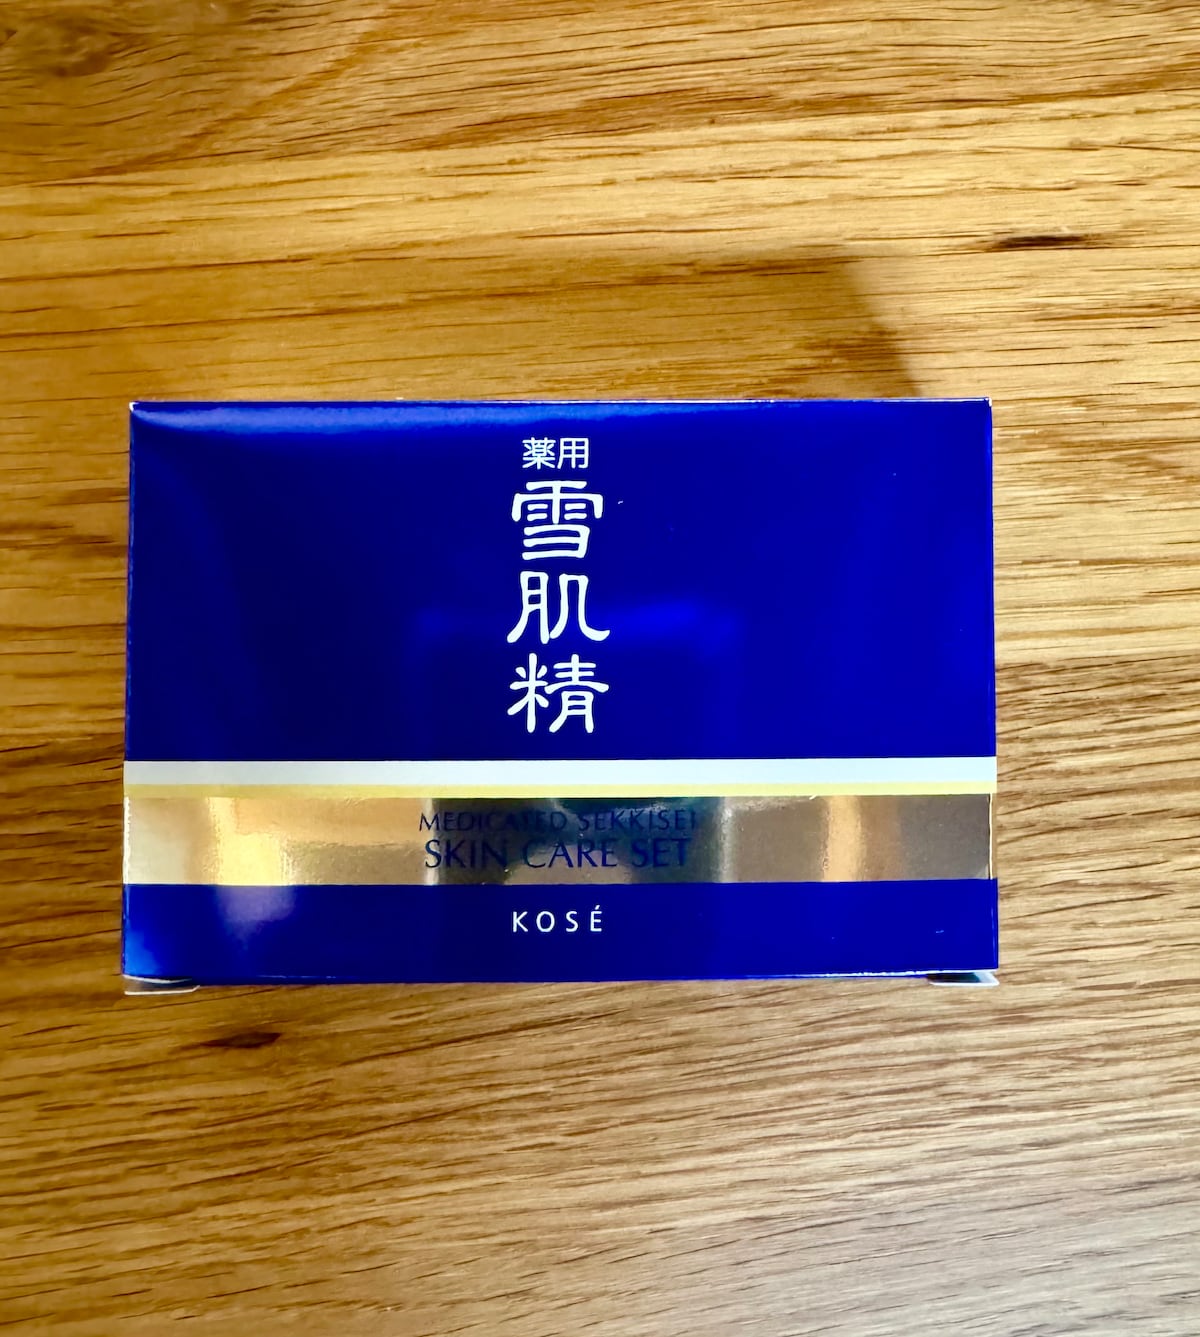 薬用
雪肌精
MEDICATED SEKKISEI
SKIN CARE SET
KOSÉ